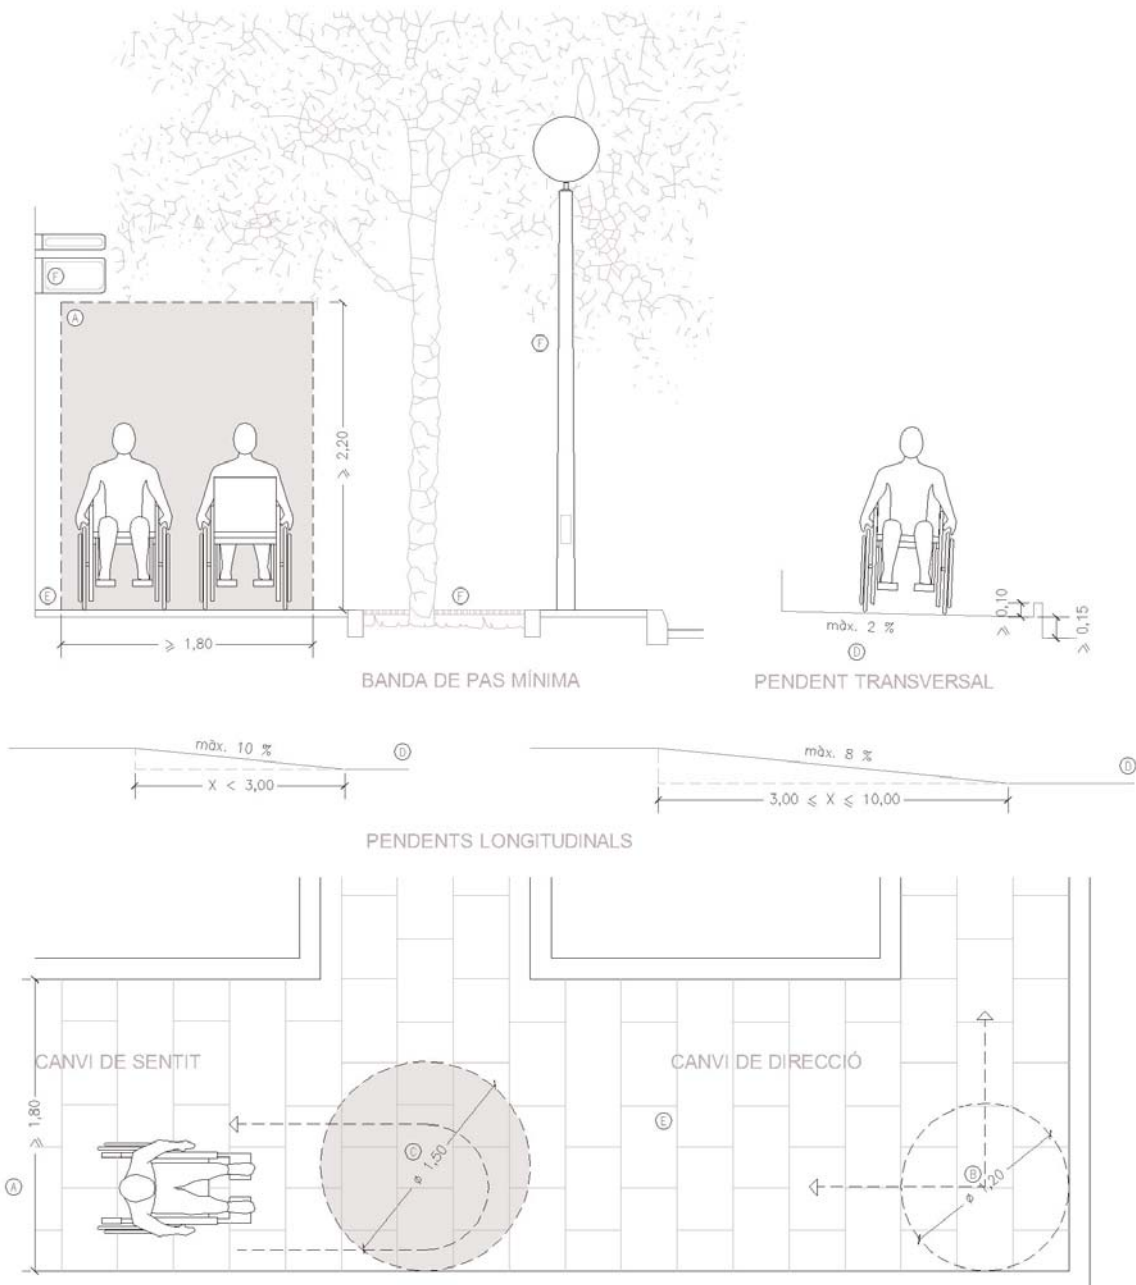 Ⓕ
Ⓐ
Ⓕ
⩾ 2,20
Ⓔ
Ⓕ
⩾ 1,80
BANDA DE PAS MÍNIMA
màx. 2 %
Ⓓ
⩾ 0,10
⩾ 0,15
PENDENT TRANSVERSAL
màx. 10 %
Ⓓ
X < 3,00
màx. 8 %
Ⓓ
3,00 ⩽ X ⩽ 10,00
PENDENTS LONGITUDINALS
CANVI DE SENTIT
CANVI DE DIRECCIÓ
⩾ 1,80
Ⓐ
Ⓒ
ø 1,50
Ⓔ
Ⓑ
ø 1,20